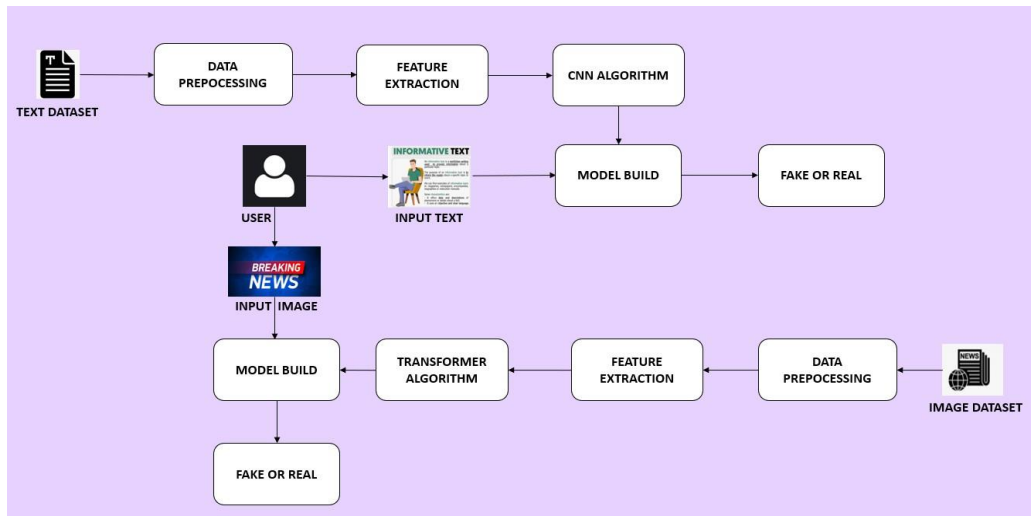 DATA
PREPOCESSING
FEATURE
EXTRACTION
CNN ALGORITHM
TEXT DATASET
INFORMATIVE TEXT
MODEL BUILD
FAKE OR REAL
USER
INPUT TEXT
BREAKING
NEWS
INPUT IMAGE
MODEL BUILD
TRANSFORMER
ALGORITHM
FEATURE
EXTRACTION
DATA
PREPOCESSING
NEWS
IMAGE DATASET
FAKE OR REAL